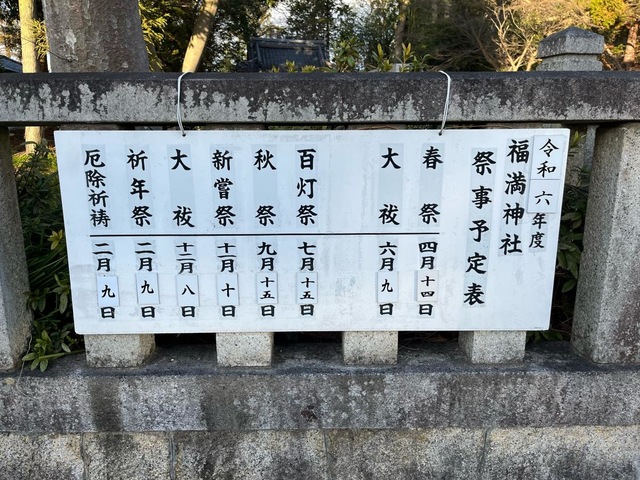 令和六年度
福満神社
祭事予定表
春祭 四月十四日
大祓 六月九日
百灯祭 七月十五日
秋祭 九月十五日
新嘗祭 十一月十日
大祓 十二月八日
祈年祭 二月九日
厄除祈祷 二月九日